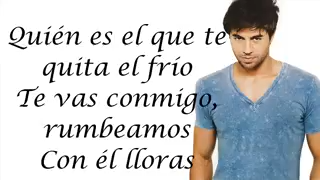 Quién es el que te
quita el frío
Te vas conmigo,
rumbeamos
Con él lloras